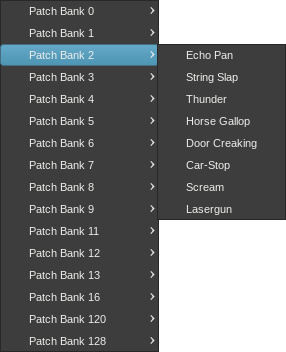 Patch Bank 0
Patch Bank 1
Patch Bank 2
Patch Bank 3
Patch Bank 4
Patch Bank 5
Patch Bank 6
Patch Bank 7
Patch Bank 8
Patch Bank 9
Patch Bank 11
Patch Bank 12
Patch Bank 13
Patch Bank 16
Patch Bank 120
Patch Bank 128
Echo Pan
String Slap
Thunder
Horse Gallop
Door Creaking
Car-Stop
Scream
Lasergun